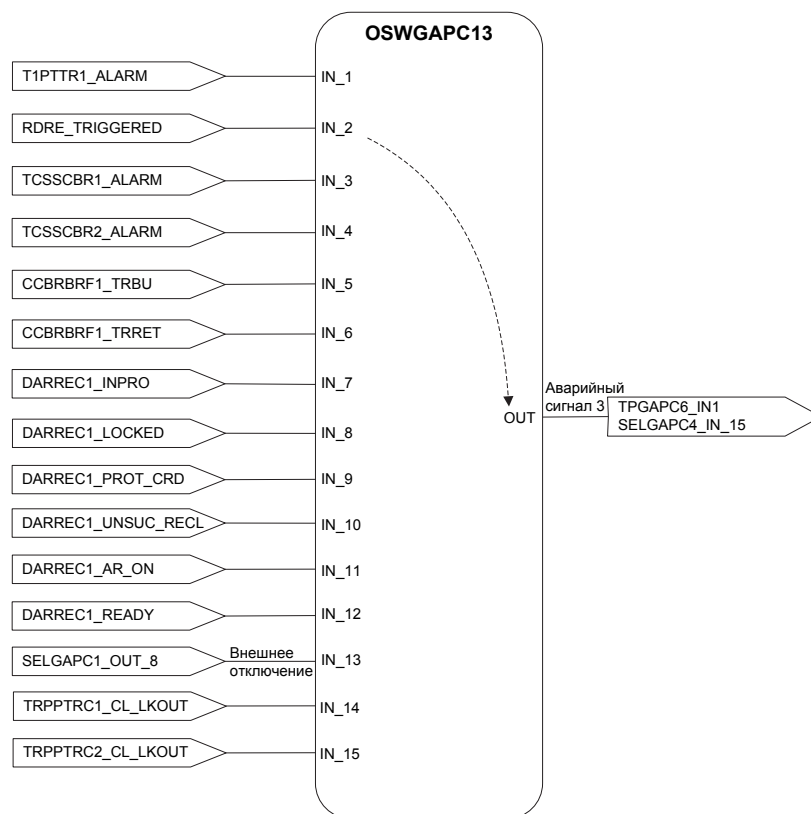 OSWGAPC13
T1PTTR1_ALARM
IN_1
RDRE_TRIGGERED
IN_2
TCSSCBR1_ALARM
IN_3
TCSSCBR2_ALARM
IN_4
CCBRBRF1_TRBU
IN_5
CCBRBRF1_TRRET
IN_6
DARREC1_INPRO
IN_7
DARREC1_LOCKED
IN_8
DARREC1_PROT_CRD
IN_9
DARREC1_UNSUC_RECL
IN_10
DARREC1_AR_ON
IN_11
DARREC1_READY
IN_12
SELGAPC1_OUT_8
Внешнее
отключение
IN_13
TRPPTRC1_CL_LKOUT
IN_14
TRPPTRC2_CL_LKOUT
IN_15
OUT
Аварийный
сигнал 3
TPGAPC6_IN1
SELGAPC4_IN_15